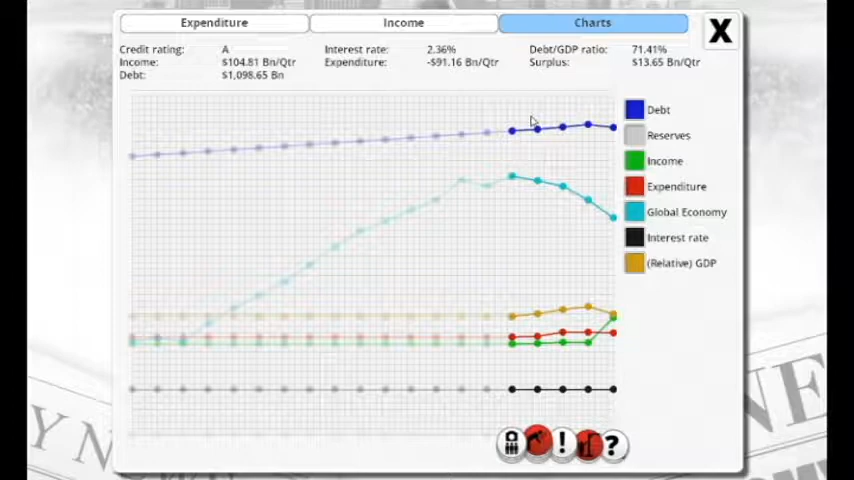 Expenditure Income Charts X
Credit rating: A Interest rate: 2.36% Debt/GDP ratio: 71.41%
Income: $104.81 Bn/Qtr Expenditure: -$91.16 Bn/Qtr Surplus: $13.65 Bn/Qtr
Debt: $1,098.65 Bn
Debt
Reserves
Income
Expenditure
Global Economy
Interest rate
(Relative) GDP
! ?